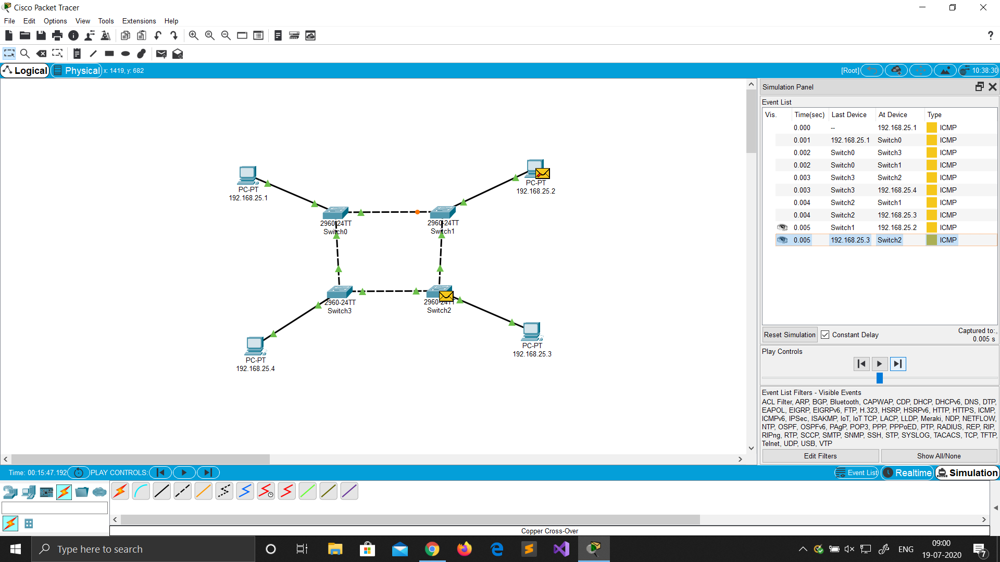 Cisco Packet Tracer
File Edit Options View Tools Extensions Help
Logical Physical x: 1419, y: 682 [Root] 10:38:30
PC-PT
192.168.25.1
PC-PT
192.168.25.2
2960-24TT
Switch0
2960-24TT
Switch1
2960-24TT
Switch3
2960-24TT
Switch2
PC-PT
192.168.25.3
PC-PT
192.168.25.4
Simulation Panel
Event List
Vis. Time(sec) Last Device At Device Type
0.000 -- 192.168.25.1 ICMP
0.001 192.168.25.1 Switch0 ICMP
0.002 Switch0 Switch3 ICMP
0.002 Switch0 Switch1 ICMP
0.003 Switch3 Switch2 ICMP
0.003 Switch3 192.168.25.4 ICMP
0.004 Switch2 Switch1 ICMP
0.004 Switch2 192.168.25.3 ICMP
0.005 Switch1 192.168.25.2 ICMP
0.005 192.168.25.3 Switch2 ICMP
Reset Simulation Constant Delay Captured to:
0.005 s
Play Controls
Event List Filters - Visible Events
ACL Filter, ARP, BGP, Bluetooth, CAPWAP, CDP, DHCP, DHCPv6, DNS, DTP,
EAPOL, EIGRP, EIGRPv6, FTP, H.323, HSRP, HSRPv6, HTTP, HTTPS, ICMP,
ICMPv6, IPSec, ISAKMP, IoT, IoT TCP, LACP, LLDP, Meraki, NDP, NETFLOW,
NTP, OSPF, OSPFv6, PAgP, POP3, PPP, PPPoED, PTP, RADIUS, REP, RIP,
RIPng, RTP, SCCP, SMTP, SNMP, SSH, STP, SYSLOG, TACACS, TCP, TFTP,
Telnet, UDP, USB, VTP
Edit Filters Show All/None
Time: 00:15:47.192 PLAY CONTROLS: Event List Realtime Simulation
Copper Cross-Over
Type here to search
ENG
09:00
19-07-2020
7